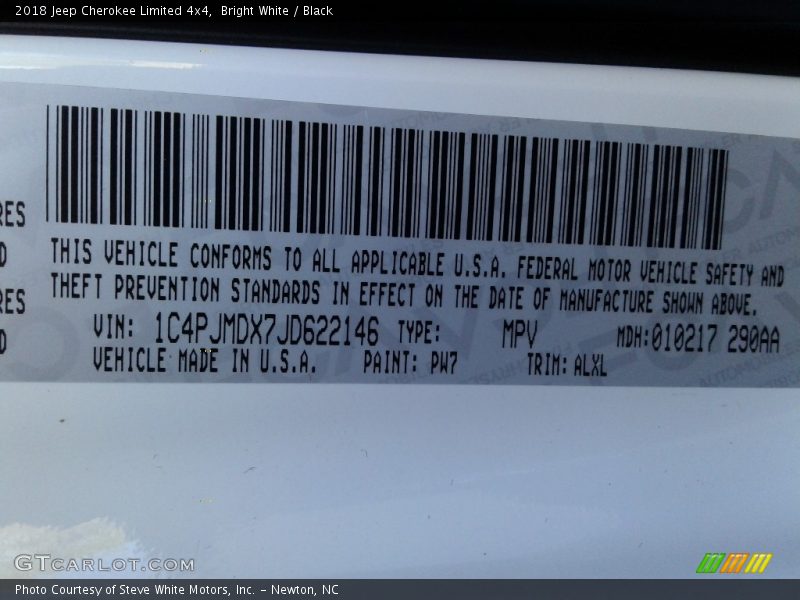 2018 Jeep Cherokee Limited 4x4, Bright White / Black
RES
D
RES
D
THIS VEHICLE CONFORMS TO ALL APPLICABLE U.S.A. FEDERAL MOTOR VEHICLE SAFETY AND
THEFT PREVENTION STANDARDS IN EFFECT ON THE DATE OF MANUFACTURE SHOWN ABOVE.
VIN: 1C4PJMDX7JD622146 TYPE: MPV MDH:010217 290AA
VEHICLE MADE IN U.S.A. PAINT: PW7 TRIM: ALXL
GTCARLOT.COM
Photo Courtesy of Steve White Motors, Inc. – Newton, NC